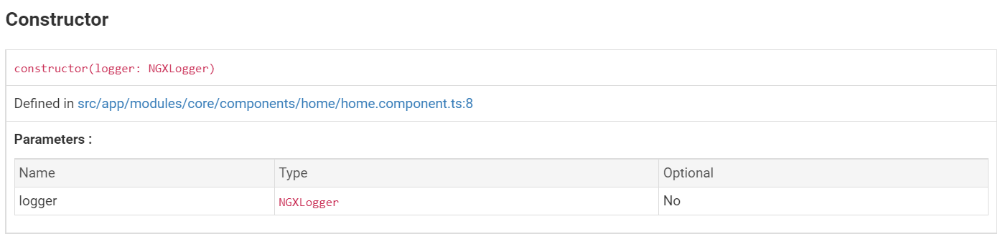 Constructor
constructor(logger: NGXLogger)
Defined in src/app/modules/core/components/home/home.component.ts:8
Parameters :
Name Type Optional
logger NGXLogger No